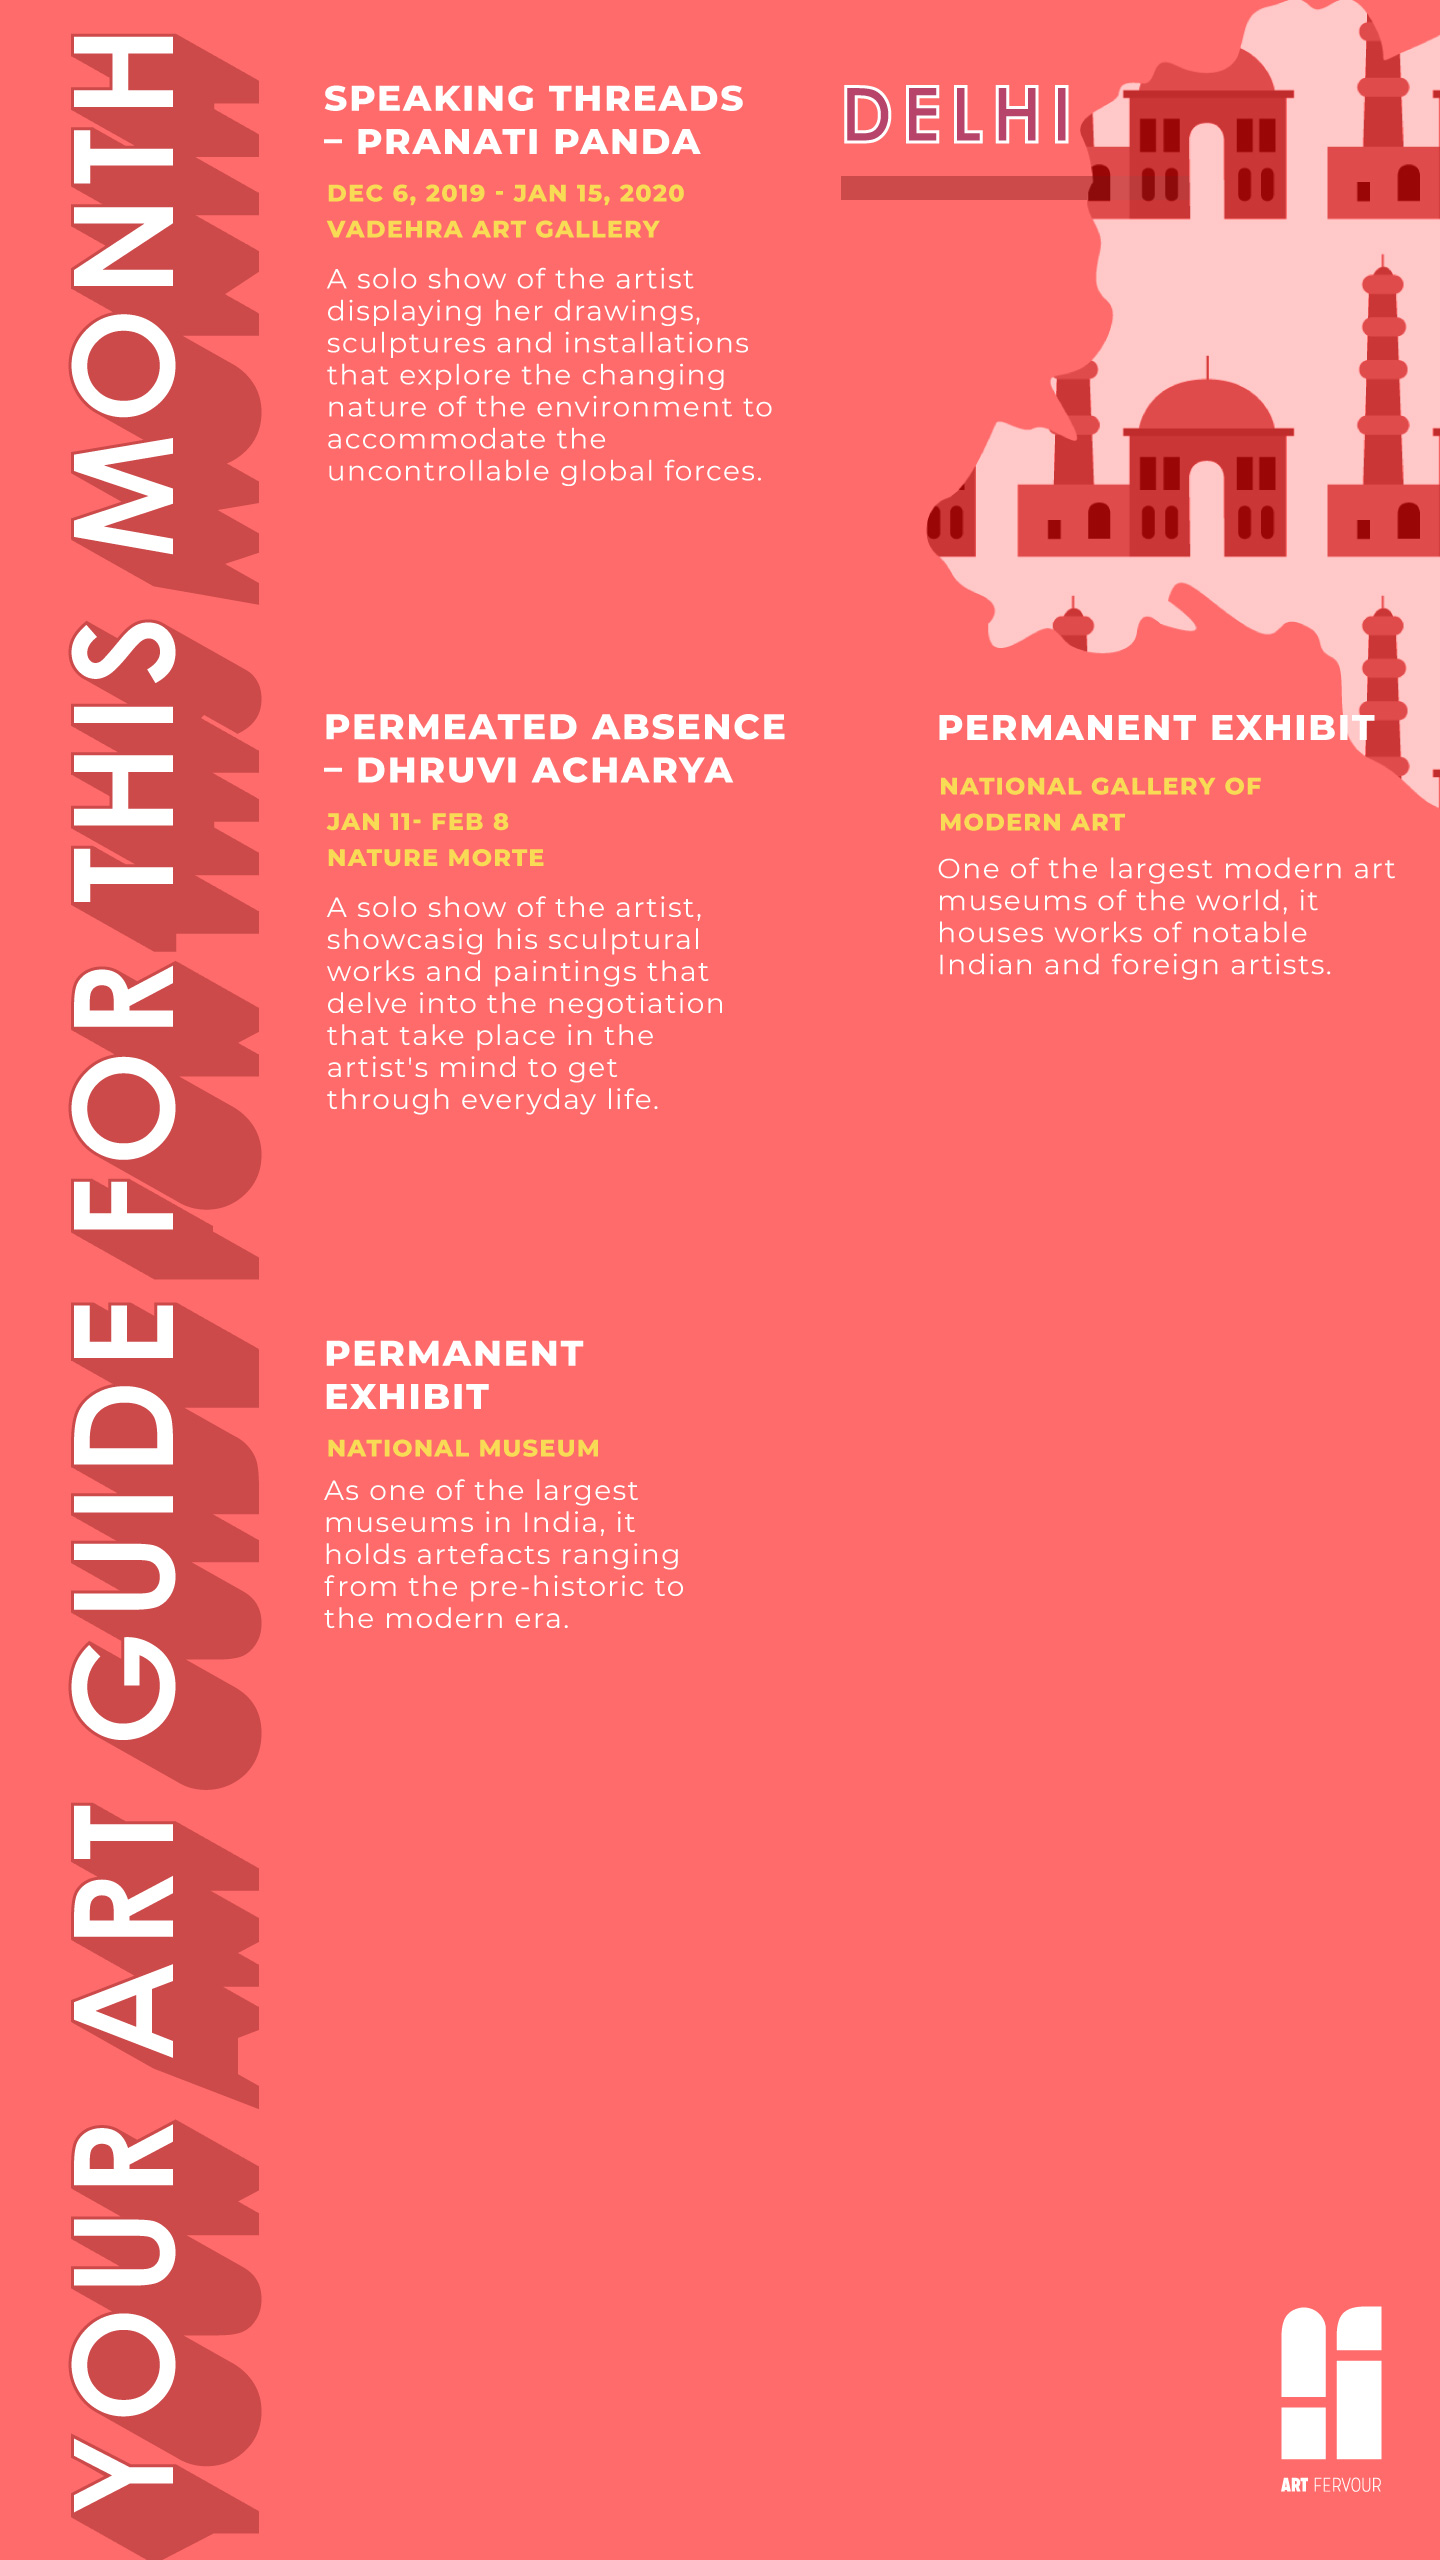 YOUR ART GUIDE FOR THIS MONTH
DELHI
SPEAKING THREADS
– PRANATI PANDA
DEC 6, 2019 - JAN 15, 2020
VADEHRA ART GALLERY
A solo show of the artist
displaying her drawings,
sculptures and installations
that explore the changing
nature of the environment to
accommodate the
uncontrollable global forces.
PERMEATED ABSENCE
– DHRUVI ACHARYA
JAN 11- FEB 8
NATURE MORTE
A solo show of the artist,
showcasig his sculptural
works and paintings that
delve into the negotiation
that take place in the
artist's mind to get
through everyday life.
PERMANENT EXHIBIT
NATIONAL GALLERY OF
MODERN ART
One of the largest modern art
museums of the world, it
houses works of notable
Indian and foreign artists.
PERMANENT
EXHIBIT
NATIONAL MUSEUM
As one of the largest
museums in India, it
holds artefacts ranging
from the pre-historic to
the modern era.
ART FERVOUR